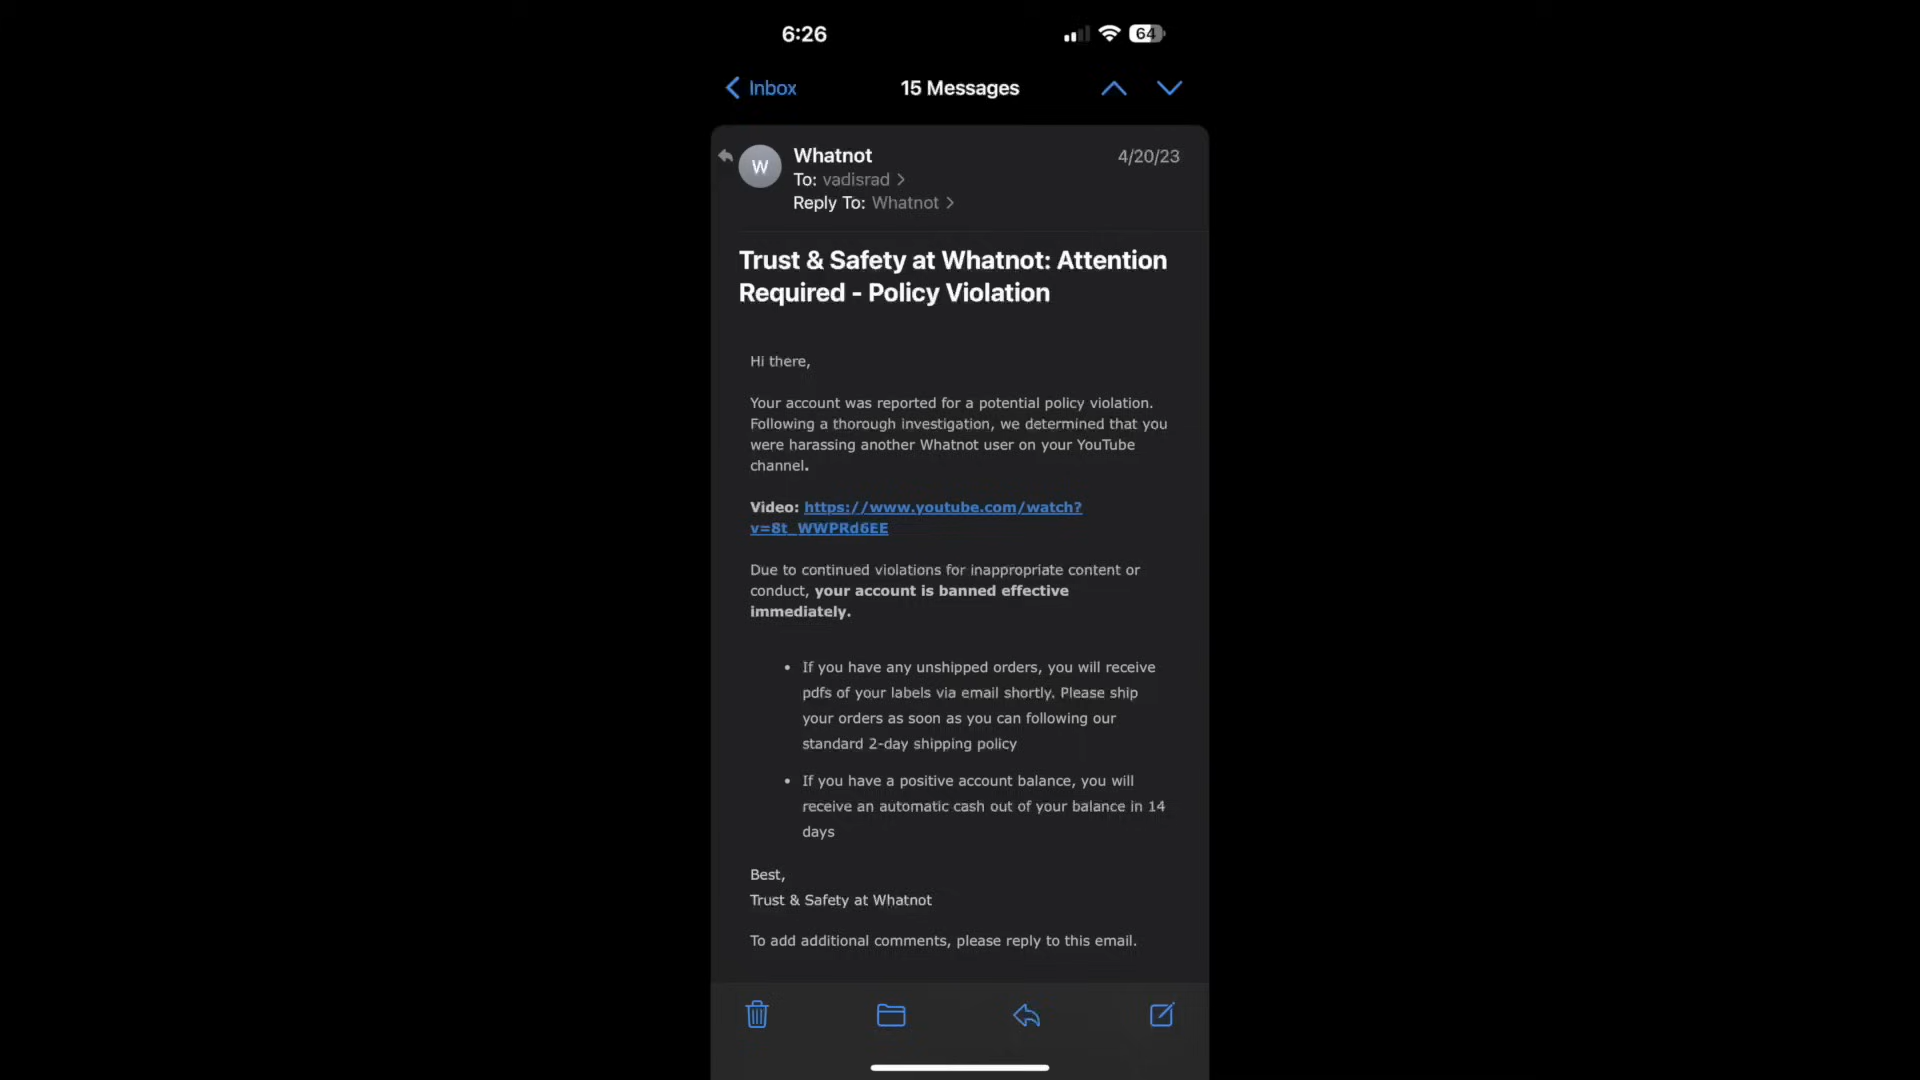 6:26
64
Inbox
15 Messages
W
Whatnot
4/20/23
To: vadisrad
Reply To: Whatnot
Trust & Safety at Whatnot: Attention
Required - Policy Violation
Hi there,
Your account was reported for a potential policy violation.
Following a thorough investigation, we determined that you
were harassing another Whatnot user on your YouTube
channel.
Video: https://www.youtube.com/watch?
v=8t_WWPRd6EE
Due to continued violations for inappropriate content or
conduct, your account is banned effective
immediately.
• If you have any unshipped orders, you will receive
pdfs of your labels via email shortly. Please ship
your orders as soon as you can following our
standard 2-day shipping policy
• If you have a positive account balance, you will
receive an automatic cash out of your balance in 14
days
Best,
Trust & Safety at Whatnot
To add additional comments, please reply to this email.